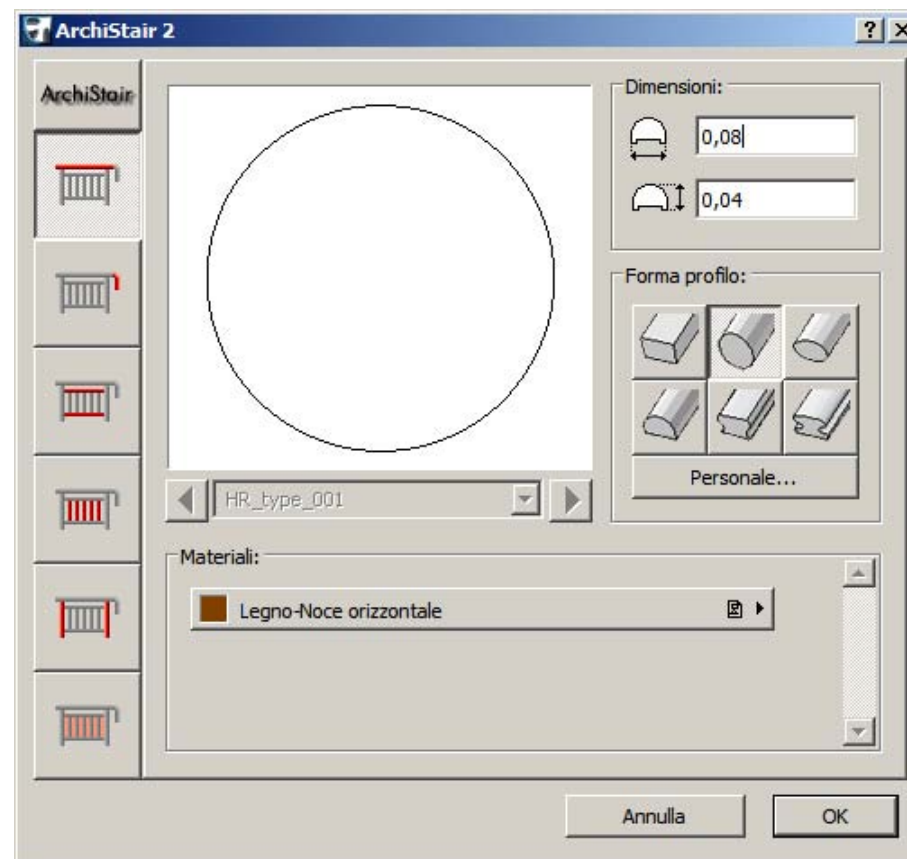 ArchiStair 2
ArchiStair
Dimensioni:
0,08
0,04
Forma profilo:
Personale...
HR_type_001
Materiali:
Legno-Noce orizzontale
Annulla
OK